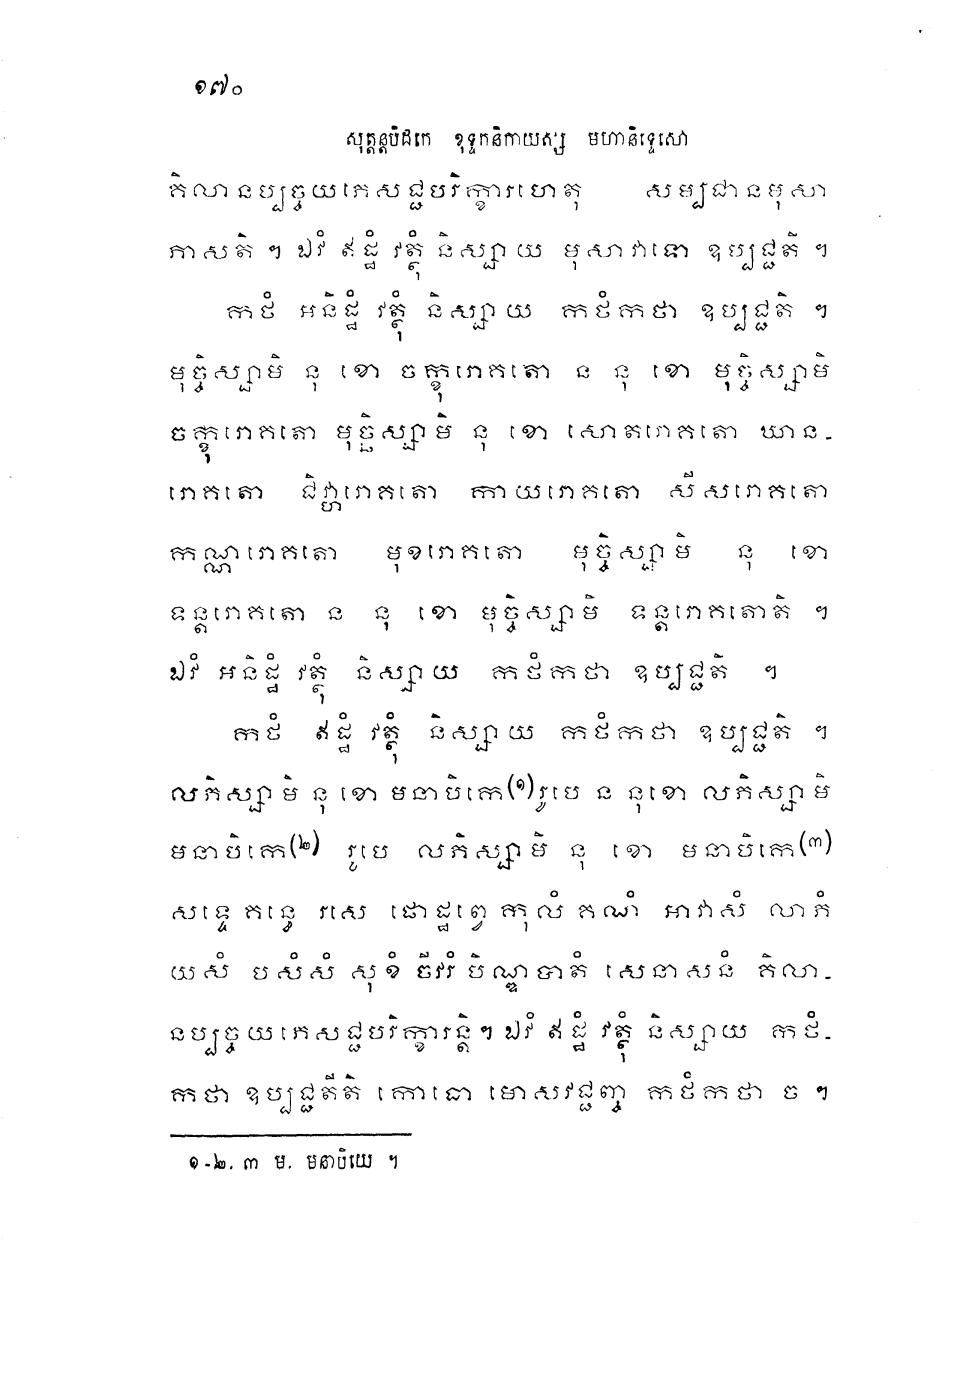 ១៧០
សុត្តន្តបិដកេ ខុទ្ទកនិកាយស្ស មហានិទ្ទេសោ
គិលានប្បច្ចយភេសជ្ជបរិក្ខារហេតុ សម្បជានមុសា
ភាសតិ ។ ឯវំ ឥដ្ឋំ វត្ថុំ និស្សាយ មុសាវាទោ ឧប្បជ្ជតិ ។
កថំ អនិដ្ឋំ វត្ថុំ និស្សាយ កថំកថា ឧប្បជ្ជតិ ។
មុច្ចិស្សាមិ នុ ខោ ចក្ខុរោគតោ ន នុ ខោ មុច្ចិស្សាមិ
ចក្ខុរោគតោ មុច្ចិស្សាមិ នុ ខោ សោតរោគតោ ឃាន-
រោគតោ ជិវ្ហារោគតោ កាយរោគតោ សីសរោគតោ
កណ្ណរោគតោ មុខរោគតោ មុច្ចិស្សាមិ នុ ខោ
ទន្តរោគតោ ន នុ ខោ មុច្ចិស្សាមិ ទន្តរោគតោតិ ។
ឯវំ អនិដ្ឋំ វត្ថុំ និស្សាយ កថំកថា ឧប្បជ្ជតិ ។
កថំ ឥដ្ឋំ វត្ថុំ និស្សាយ កថំកថា ឧប្បជ្ជតិ ។
លភិស្សាមិ នុ ខោ មនាបិកេ(១) រូបេ ន នុខោ លភិស្សាមិ
មនាបិកេ(២) រូបេ លភិស្សាមិ នុ ខោ មនាបិកេ(៣)
សទ្ទេ គន្ធេ រសេ ផោដ្ឋព្វេ កុលំ គណំ អាវាសំ លាភំ
យសំ បសំសំ សុខំ ចីវរំ បិណ្ឌបាតំ សេនាសនំ គិលា-
នប្បច្ចយភេសជ្ជបរិក្ខារន្តិ។ ឯវំ ឥដ្ឋំ វត្ថុំ និស្សាយ កថំ-
កថា ឧប្បជ្ជតីតិ កោធោ មោសវជ្ជញ្ច កថំកថា ច ។
១-២. ៣ ម. មនាបិយេ ។